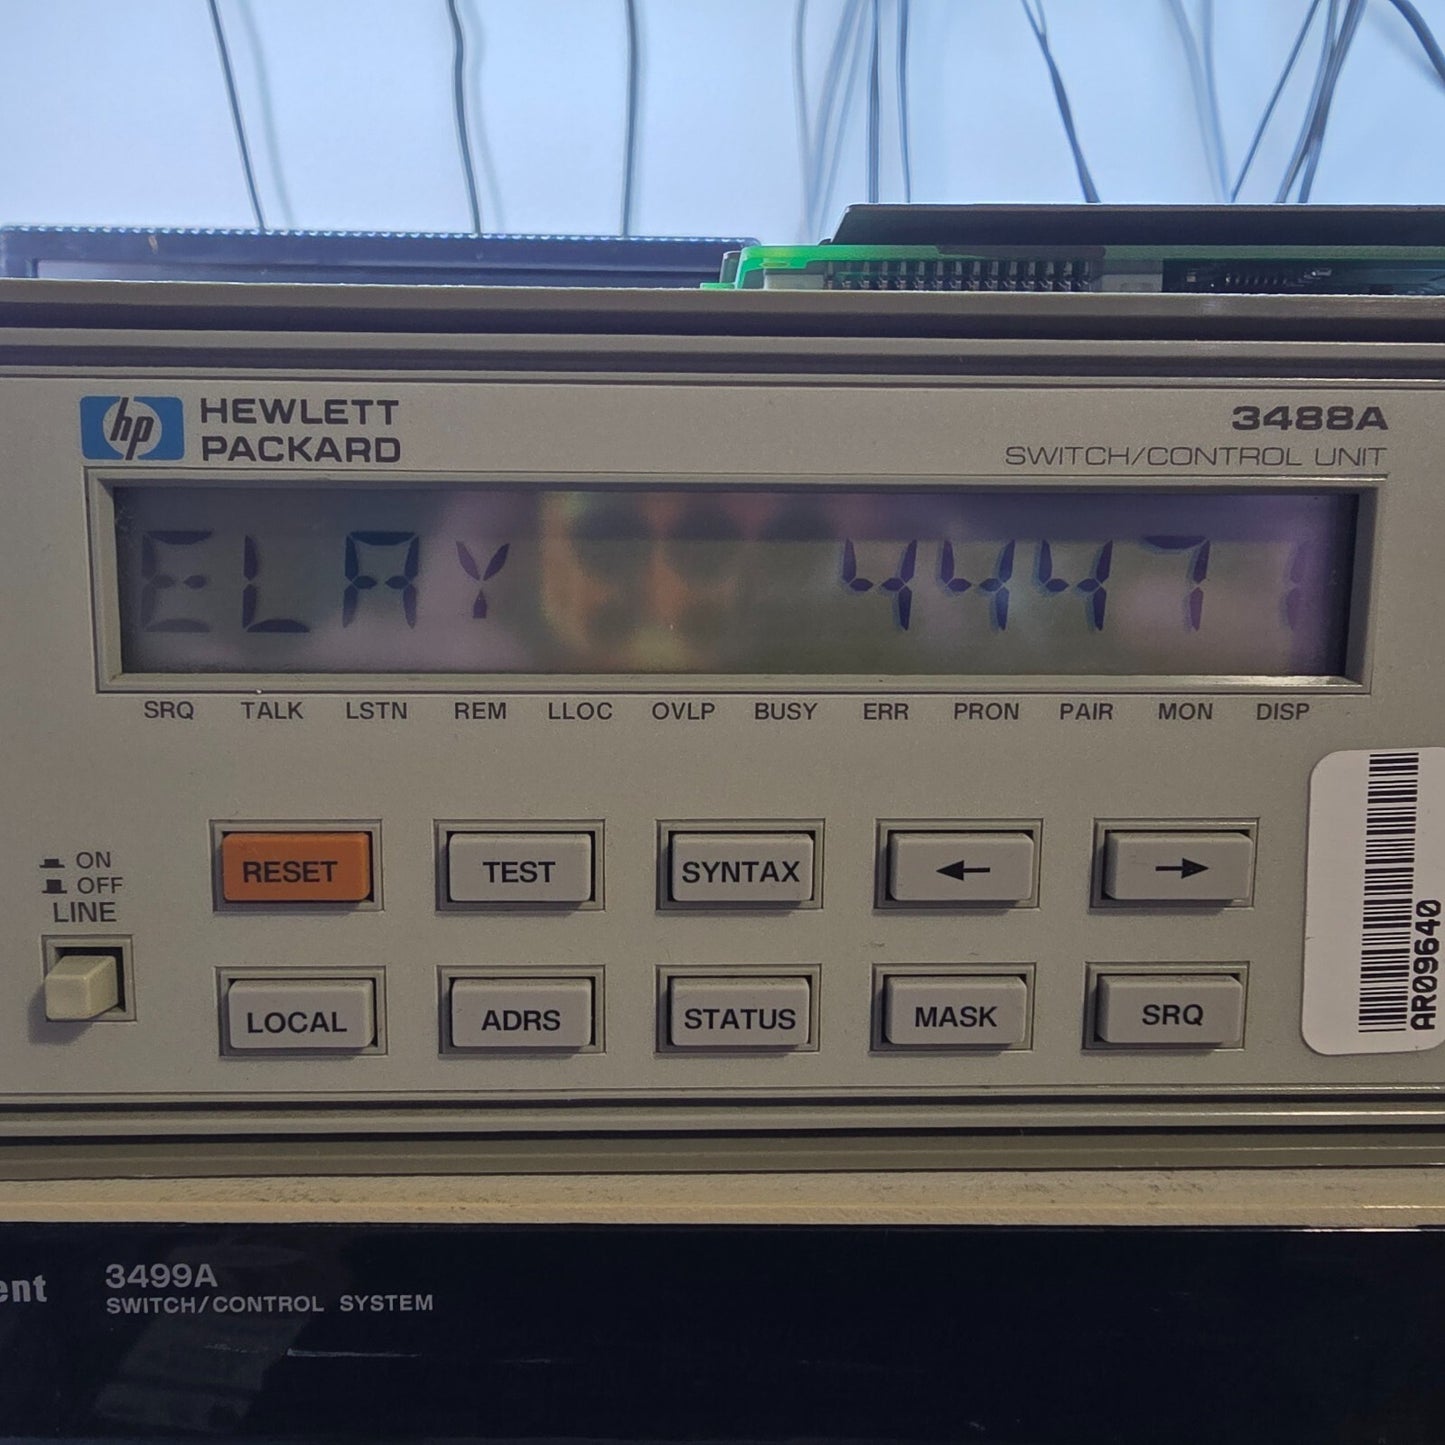 hp HEWLETT
PACKARD
3488A
SWITCH/CONTROL UNIT
ELAY 44471
SRQ TALK LSTN REM LLOC OVLP BUSY ERR PRON PAIR MON DISP
ON
OFF
LINE
RESET TEST SYNTAX ← →
LOCAL ADRS STATUS MASK SRQ
AR09640
ent 3499A
SWITCH/CONTROL SYSTEM